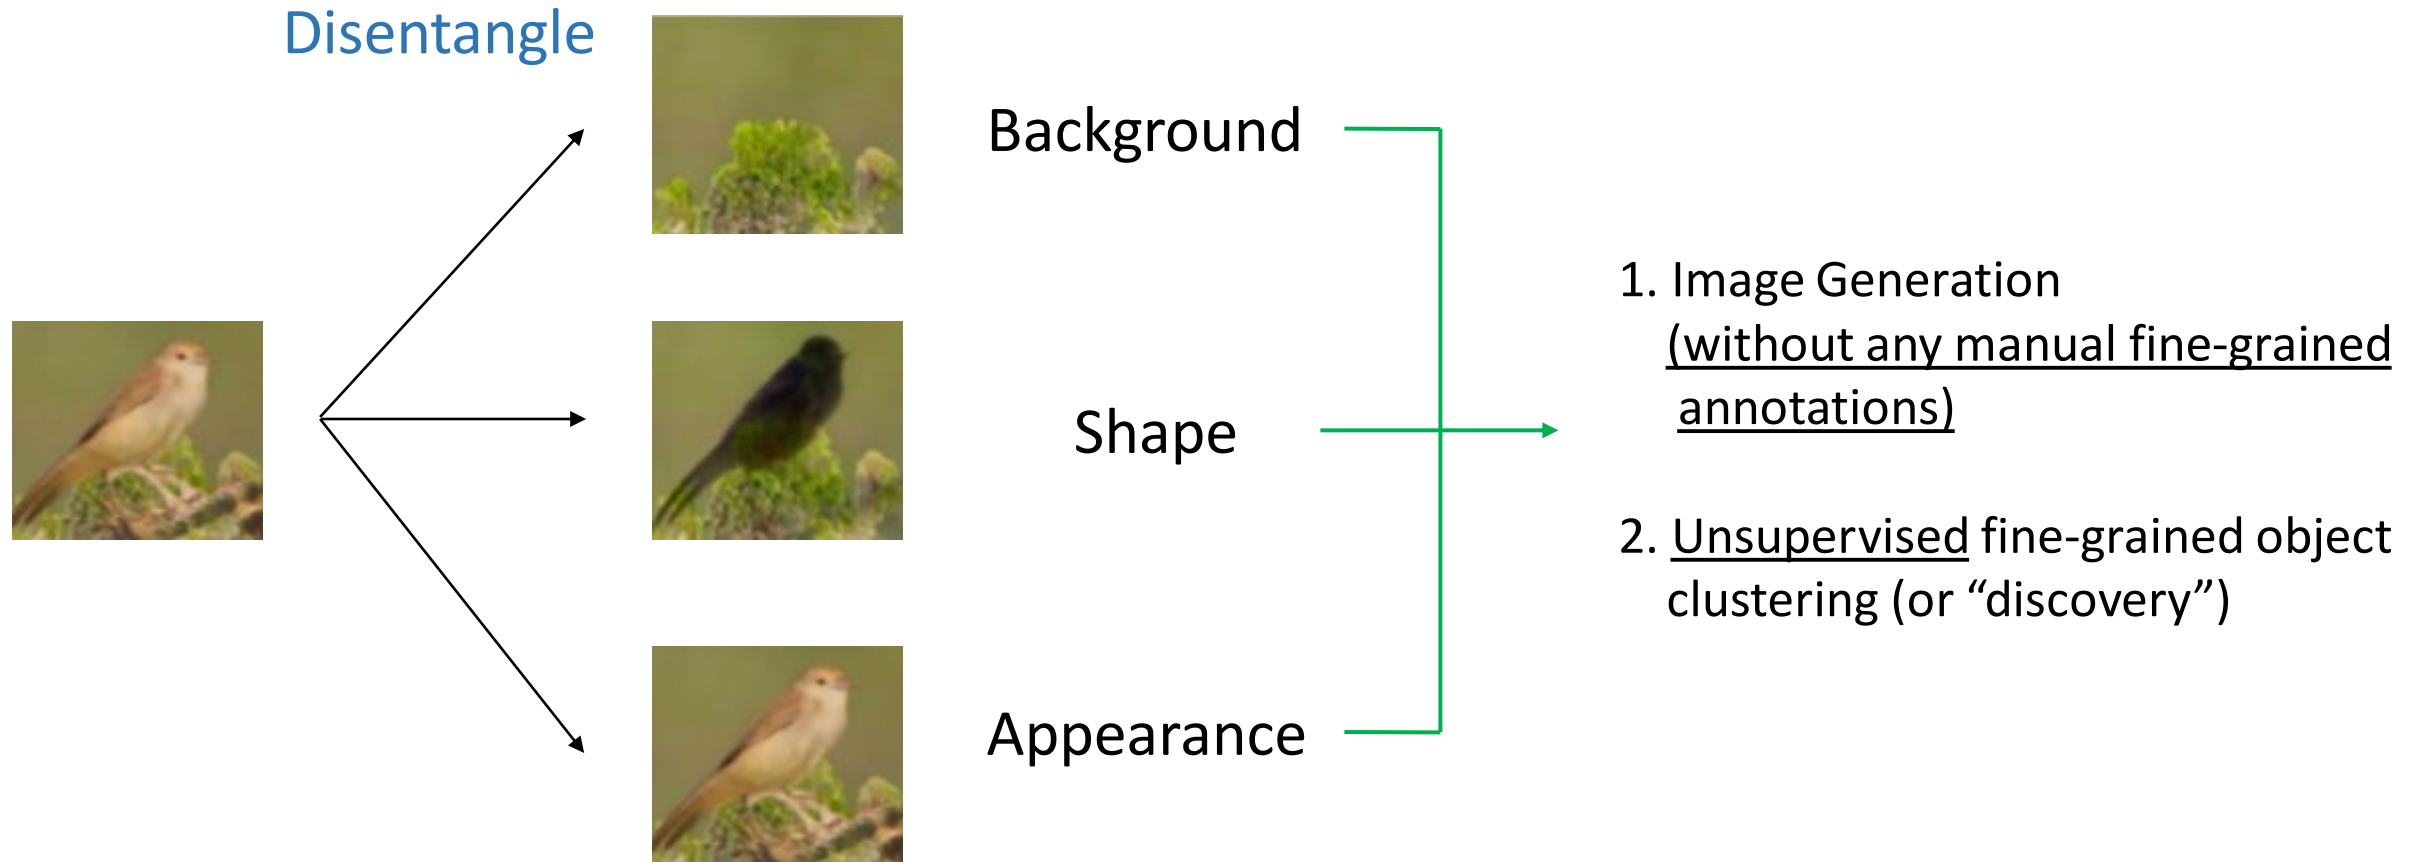 Disentangle
Background
Shape
Appearance
1. Image Generation
(without any manual fine-grained
annotations)
2. Unsupervised fine-grained object
clustering (or “discovery”)